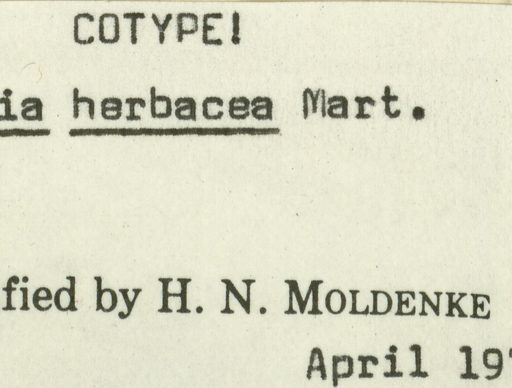 COTYPE!
ia herbacea Mart.
fied by H. N. MOLDENKE
April 19